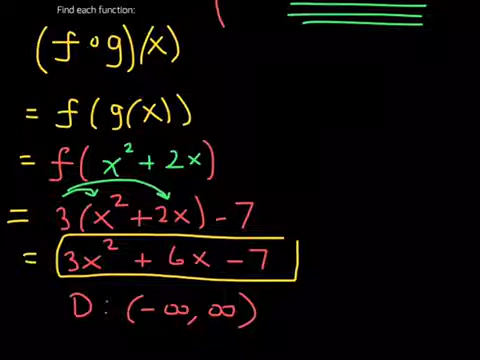 Find each function:
(f∘g)(x)
= f(g(x))
= f(x² + 2x)
= 3(x² + 2x) - 7
= 3x² + 6x - 7
D: (-∞, ∞)